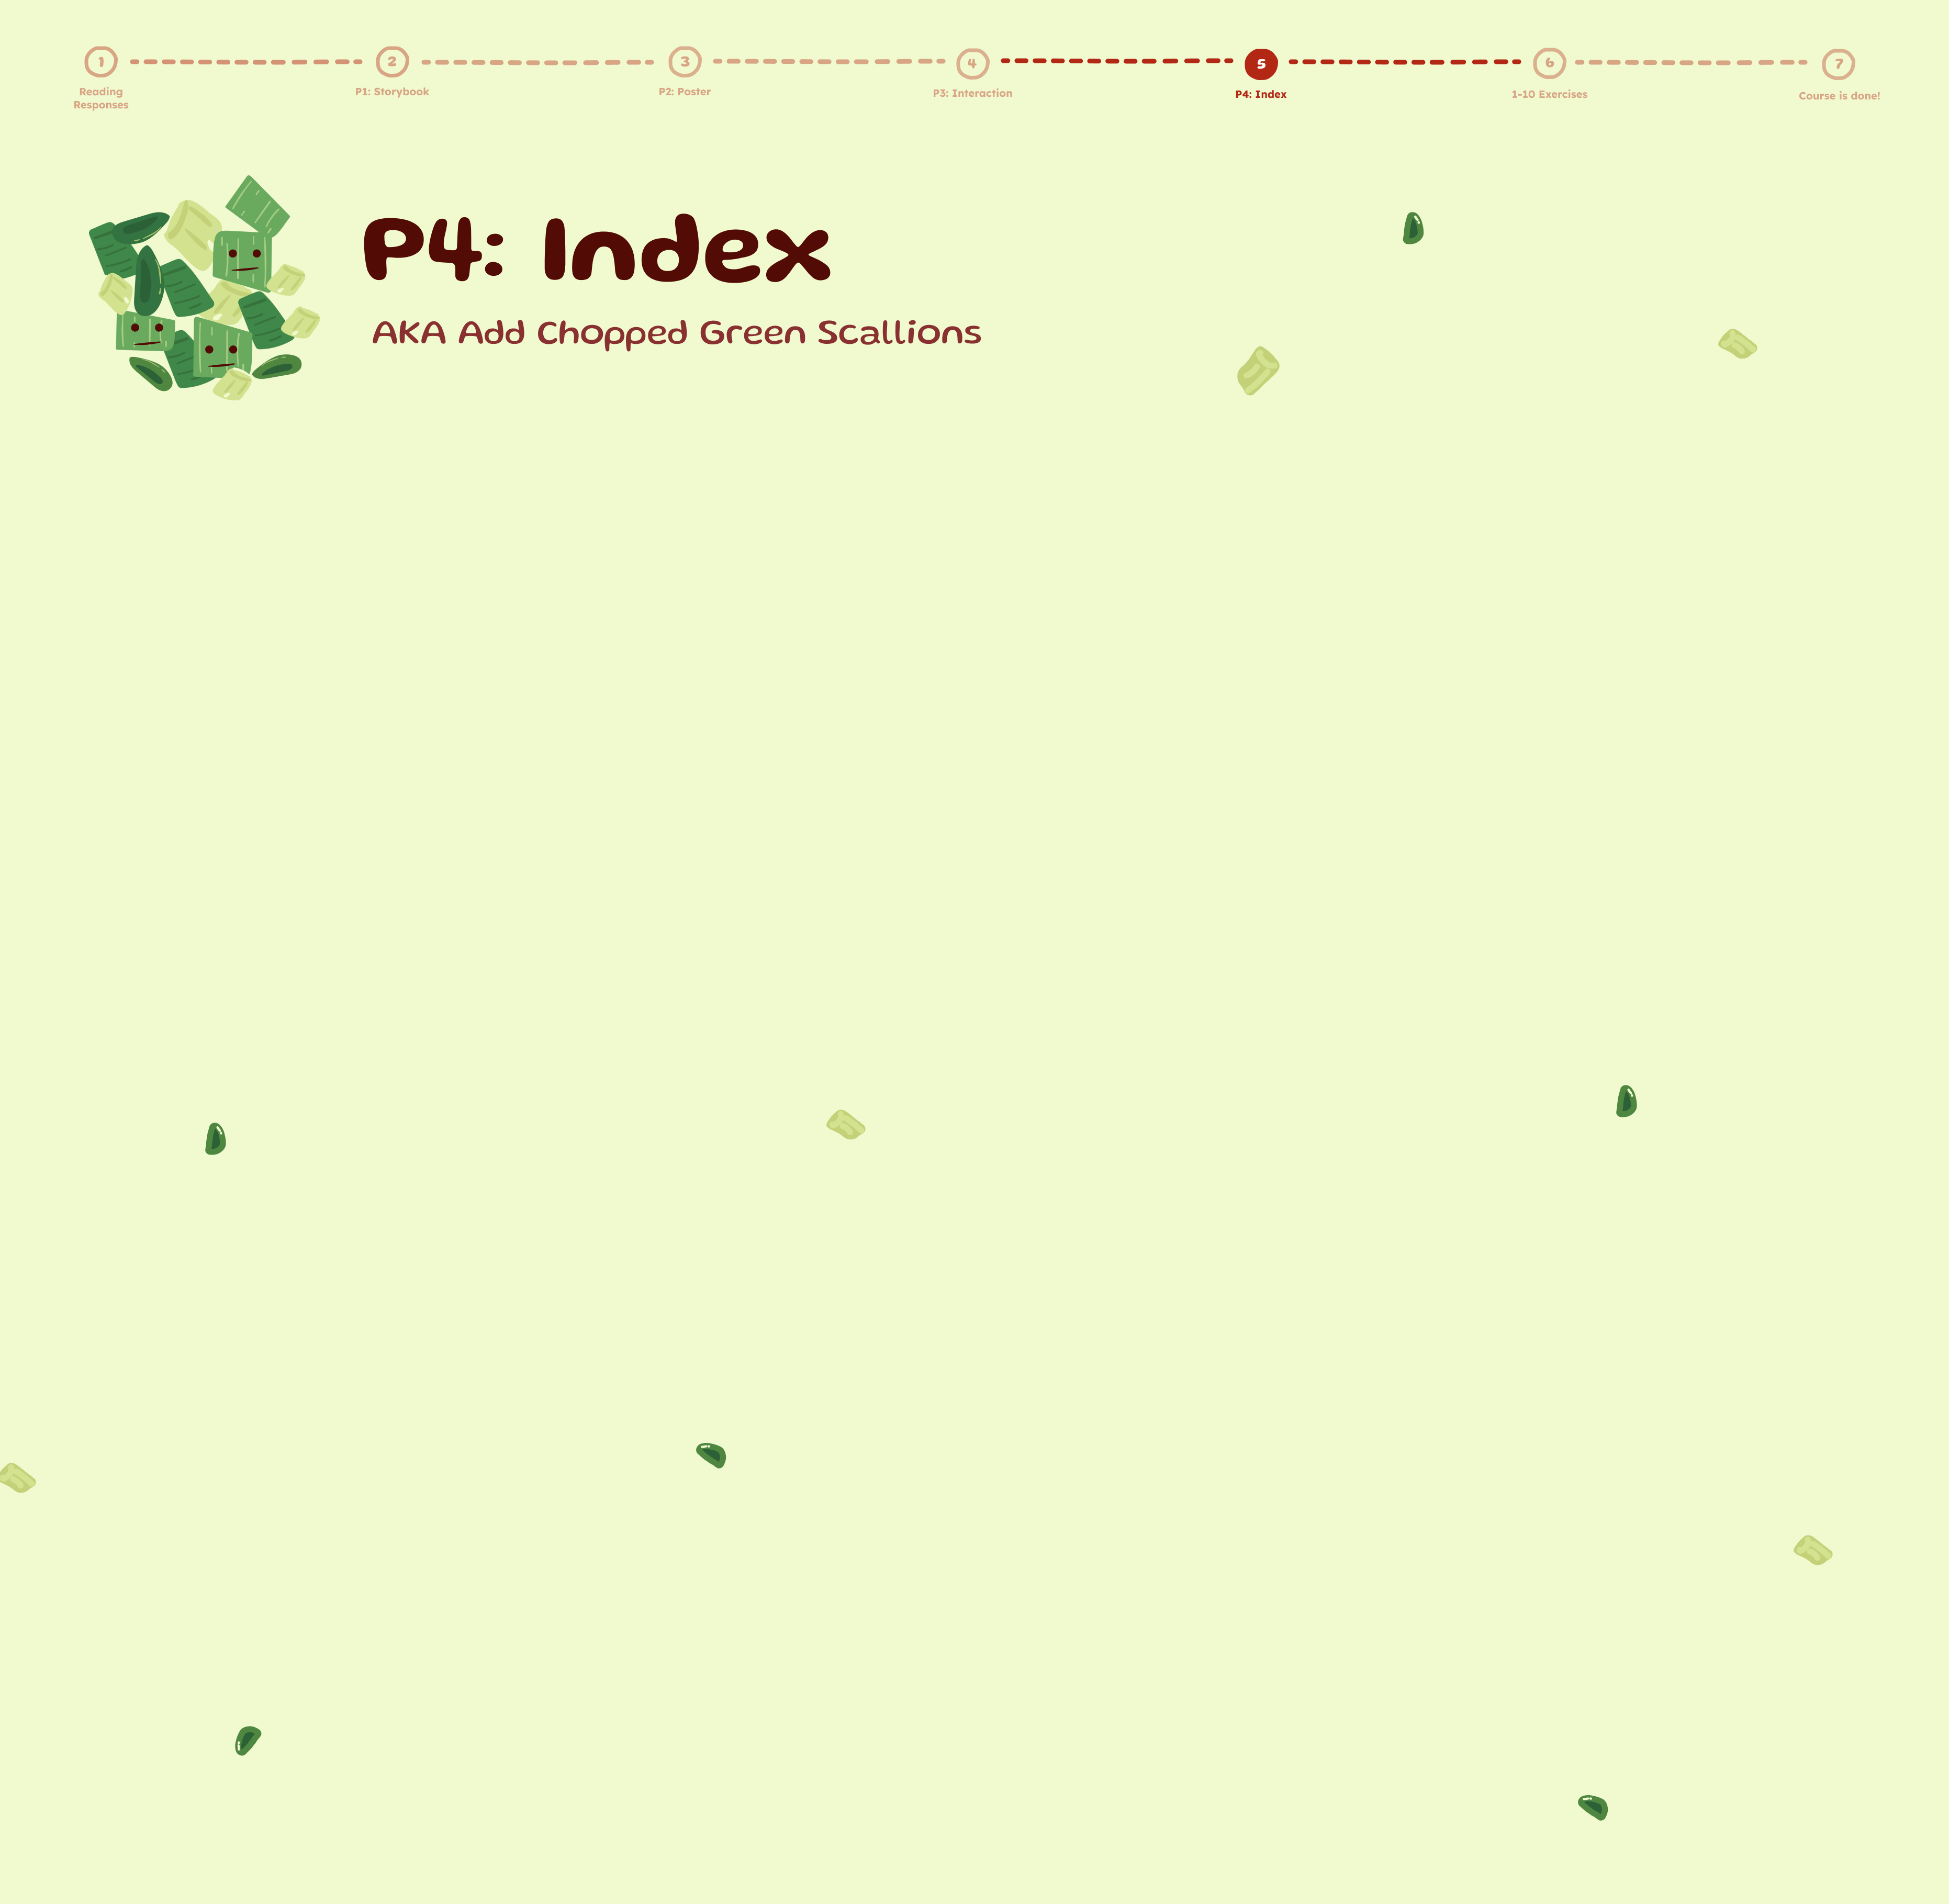 1
2
3
4
5
6
7
Reading
Responses
P1: Storybook
P2: Poster
P3: Interaction
P4: Index
1-10 Exercises
Course is done!
P4: Index
AKA Add Chopped Green Scallions